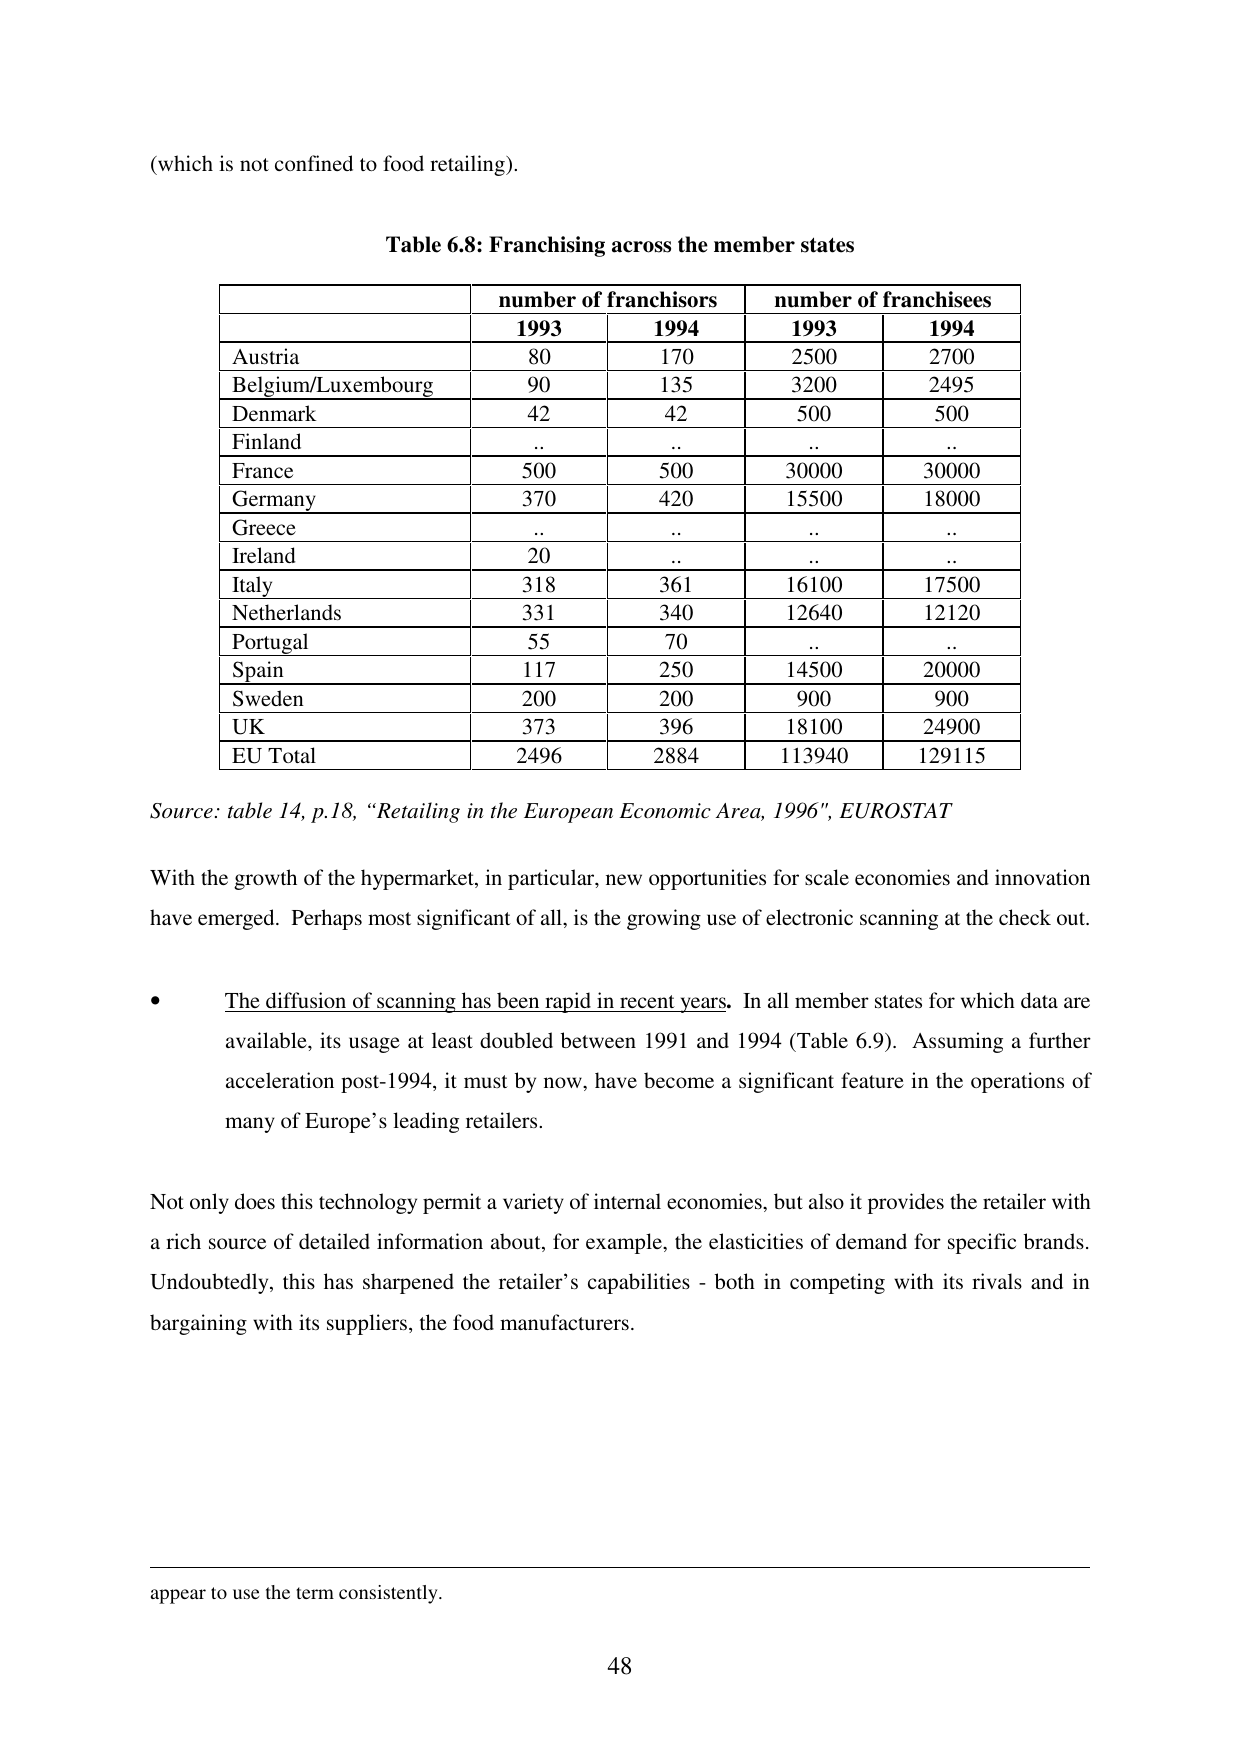 (which is not confined to food retailing).
Table 6.8: Franchising across the member states
number of franchisors number of franchisees
1993 1994 1993 1994
Austria 80 170 2500 2700
Belgium/Luxembourg 90 135 3200 2495
Denmark 42 42 500 500
Finland .. .. .. ..
France 500 500 30000 30000
Germany 370 420 15500 18000
Greece .. .. .. ..
Ireland 20 .. .. ..
Italy 318 361 16100 17500
Netherlands 331 340 12640 12120
Portugal 55 70 .. ..
Spain 117 250 14500 20000
Sweden 200 200 900 900
UK 373 396 18100 24900
EU Total 2496 2884 113940 129115
Source: table 14, p.18, “Retailing in the European Economic Area, 1996", EUROSTAT
With the growth of the hypermarket, in particular, new opportunities for scale economies and innovation
have emerged. Perhaps most significant of all, is the growing use of electronic scanning at the check out.
• The diffusion of scanning has been rapid in recent years. In all member states for which data are
available, its usage at least doubled between 1991 and 1994 (Table 6.9). Assuming a further
acceleration post-1994, it must by now, have become a significant feature in the operations of
many of Europe’s leading retailers.
Not only does this technology permit a variety of internal economies, but also it provides the retailer with
a rich source of detailed information about, for example, the elasticities of demand for specific brands.
Undoubtedly, this has sharpened the retailer’s capabilities - both in competing with its rivals and in
bargaining with its suppliers, the food manufacturers.
appear to use the term consistently.
48